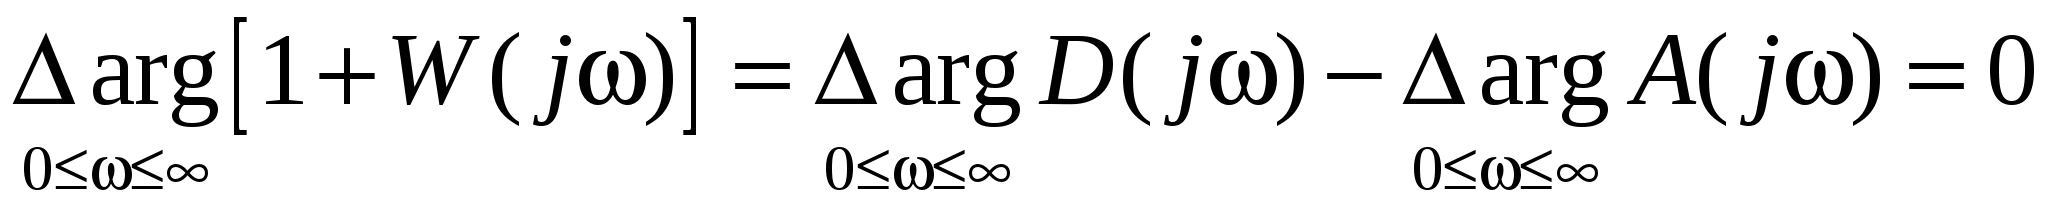 Δ arg[1+W(jω)]=Δ arg D(jω)−Δ arg A(jω)=0
0≤ω≤∞ 0≤ω≤∞ 0≤ω≤∞